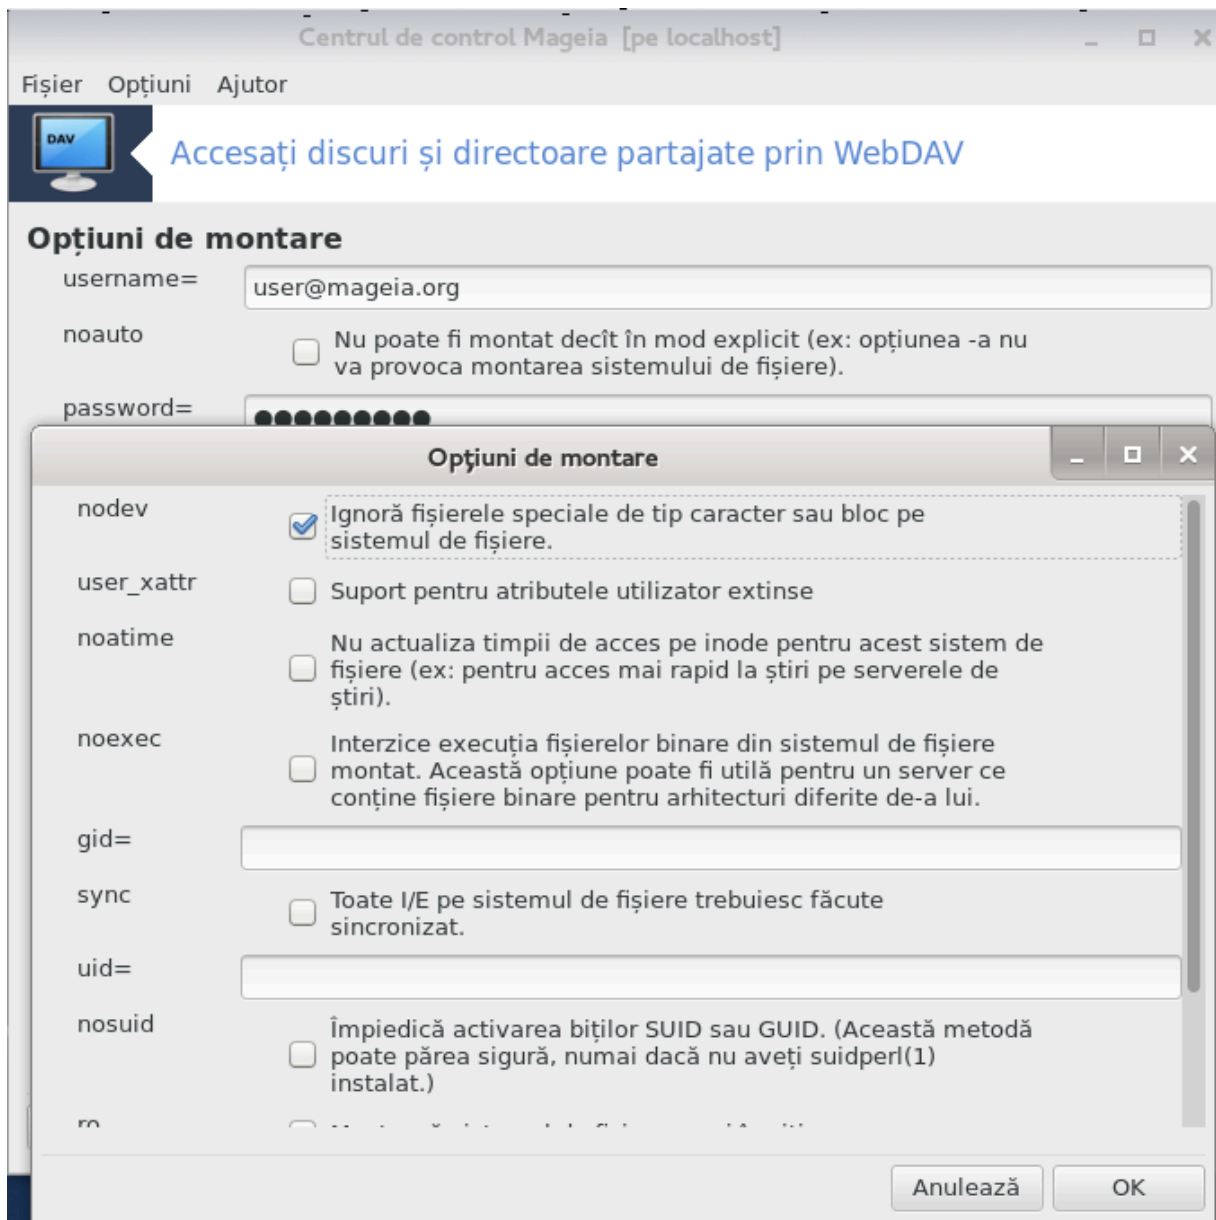 Centrul de control Mageia [pe localhost]
Fișier Opțiuni Ajutor
DAV
Accesați discuri și directoare partajate prin WebDAV
Opțiuni de montare
username=
user@mageia.org
noauto
Nu poate fi montat decît în mod explicit (ex: opțiunea -a nu
va provoca montarea sistemului de fișiere).
password=
●●●●●●●●●
Opțiuni de montare
nodev
Ignoră fișierele speciale de tip caracter sau bloc pe
sistemul de fișiere.
user_xattr
Suport pentru atributele utilizator extinse
noatime
Nu actualiza timpii de acces pe inode pentru acest sistem de
fișiere (ex: pentru acces mai rapid la știri pe serverele de
știri).
noexec
Interzice execuția fișierelor binare din sistemul de fișiere
montat. Această opțiune poate fi utilă pentru un server ce
conține fișiere binare pentru arhitecturi diferite de-a lui.
gid=
sync
Toate I/E pe sistemul de fișiere trebuiesc făcute
sincronizat.
uid=
nosuid
Împiedică activarea biților SUID sau GUID. (Această metodă
poate părea sigură, numai dacă nu aveți suidperl(1)
instalat.)
ro
Anulează OK